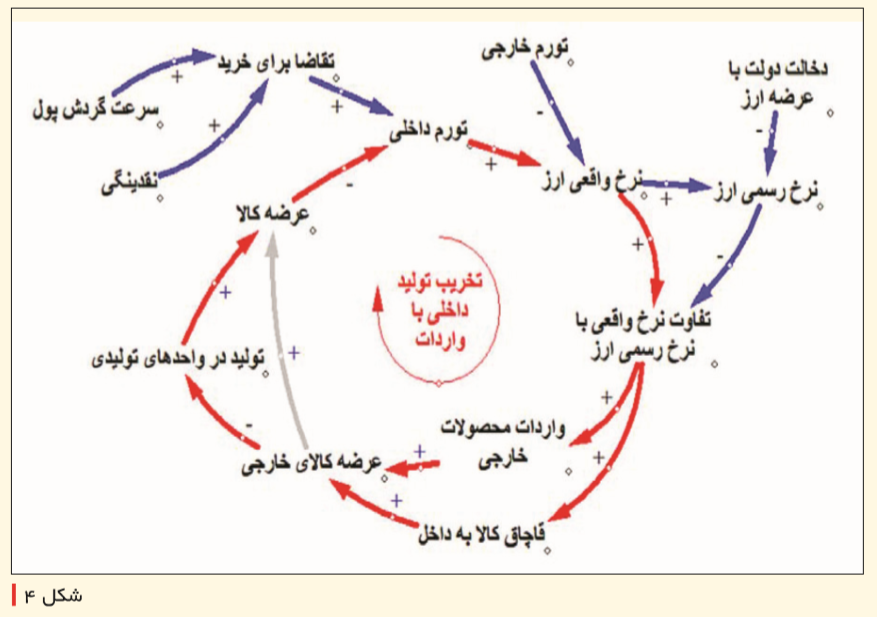 تورم خارجی
تقاضا برای خرید
دخالت دولت با
عرضه ارز
سرعت گردش پول
تورم داخلی
نقدینگی
نرخ واقعی ارز
نرخ رسمی ارز
عرضه کالا
+
+
+
-
-
+
+
-
+
-
+
-
تخریب تولید
داخلی با
واردات
تفاوت نرخ واقعی با
نرخ رسمی ارز
تولید در واحدهای تولیدی
+
+
واردات محصولات
خارجی
-
+
+
عرضه کالای خارجی
+
قاچاق کالا به داخل
شکل ۴